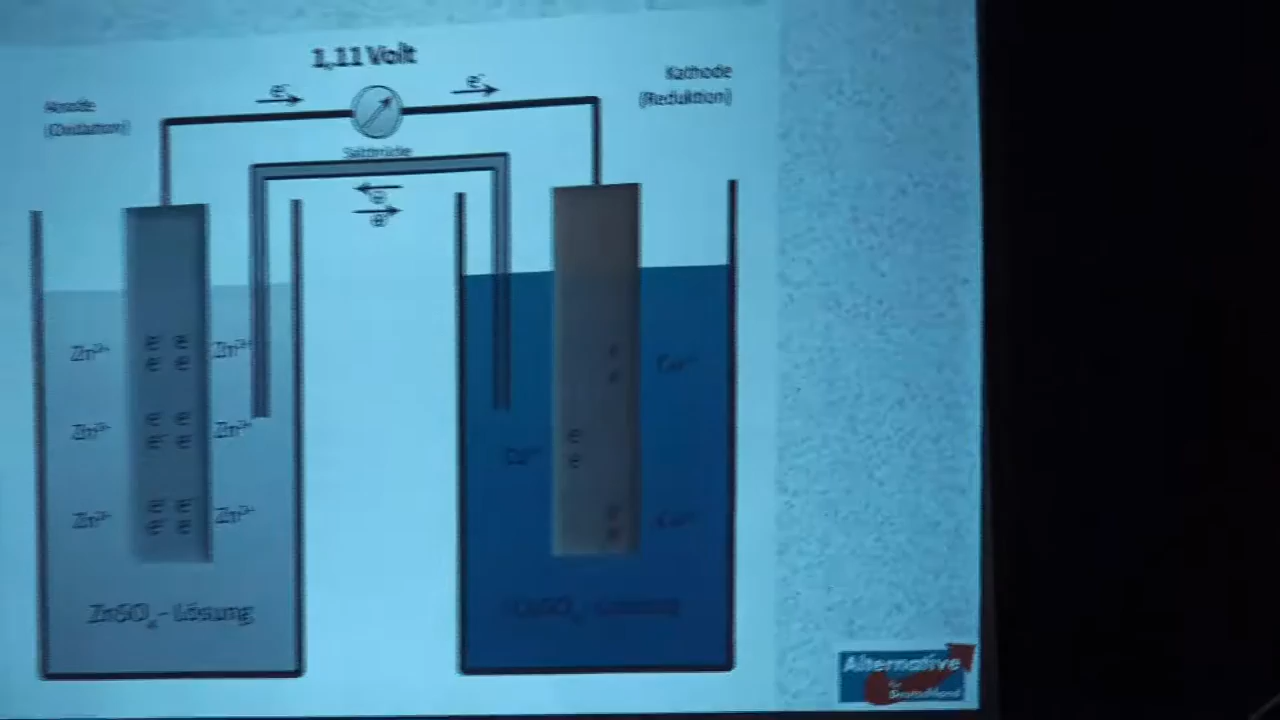 1,11 Volt
e⁻
e⁻
Kathode
(Reduktion)
Anode
(Oxidation)
Salzbrücke
e⁻
e⁻
Zn²⁺
e e
e e
Zn²⁺
Zn²⁺
e e
e e
Zn²⁺
Zn²⁺
e e
e e
Zn²⁺
e
e
ZnSO₄- Lösung
Alternative
für
Deutschland